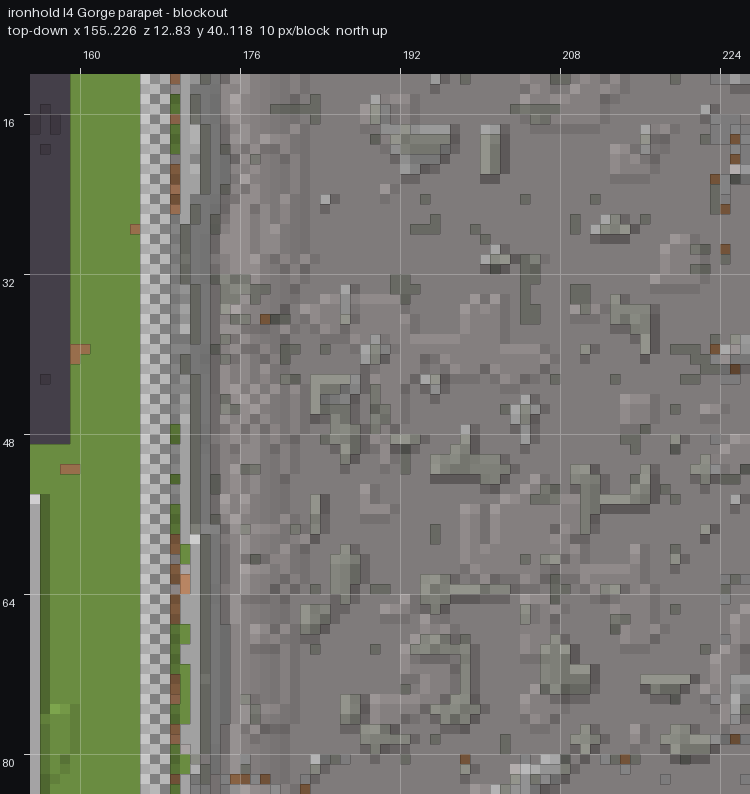 ironhold l4 Gorge parapet - blockout
top-down x 155..226 z 12..83 y 40..118 10 px/block north up
160 176 192 208 224
16
32
48
64
80